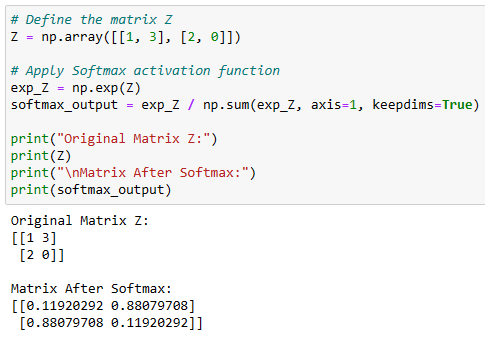 # Define the matrix Z
Z = np.array([[1, 3], [2, 0]])
# Apply Softmax activation function
exp_Z = np.exp(Z)
softmax_output = exp_Z / np.sum(exp_Z, axis=1, keepdims=True)
print("Original Matrix Z:")
print(Z)
print("\nMatrix After Softmax:")
print(softmax_output)
Original Matrix Z:
[[1 3]
 [2 0]]
Matrix After Softmax:
[[0.11920292 0.88079708]
 [0.88079708 0.11920292]]